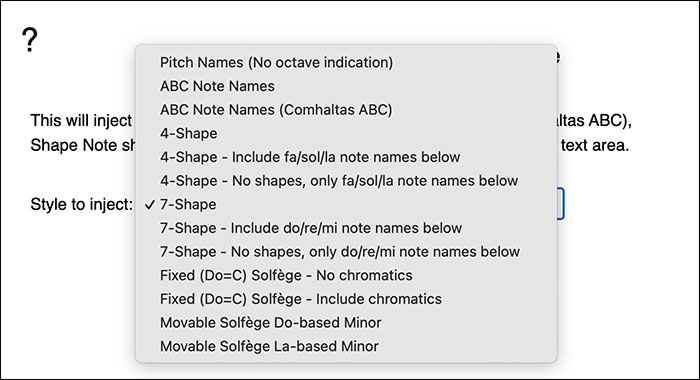 ?
Pitch Names (No octave indication)
e
ABC Note Names
ABC Note Names (Comhaltas ABC)
This will inject ltas ABC),
4-Shape
Shape Note sh text area.
4-Shape - Include fa/sol/la note names below
4-Shape - No shapes, only fa/sol/la note names below
Style to inject: ✓ 7-Shape
7-Shape - Include do/re/mi note names below
7-Shape - No shapes, only do/re/mi note names below
Fixed (Do=C) Solfège - No chromatics
Fixed (Do=C) Solfège - Include chromatics
Movable Solfège Do-based Minor
Movable Solfège La-based Minor